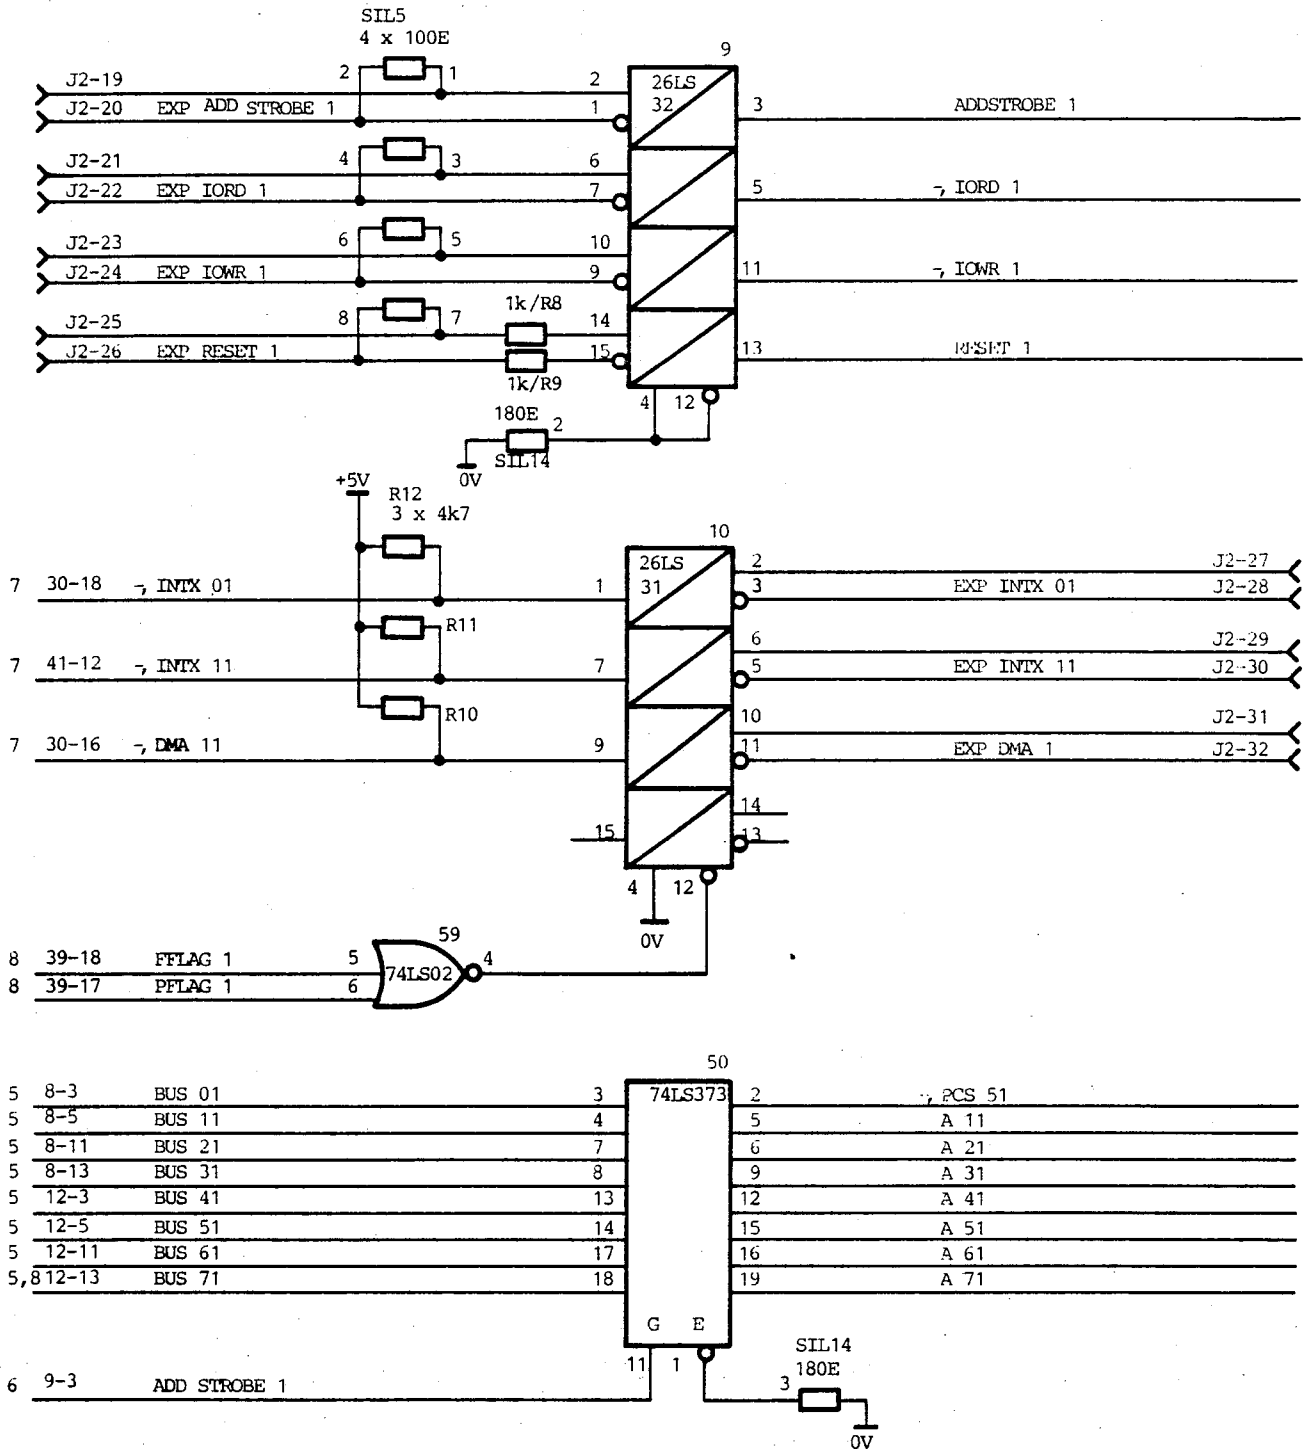 SIL5
4 x 100E
9
2 1
J2-19 2 26LS
J2-20 EXP ADD STROBE 1 1 32 3 ADDSTROBE 1
4 3
J2-21 6
J2-22 EXP IORD 1 7 5 -, IORD 1
6 5
J2-23 10
J2-24 EXP IOWR 1 9 11 -, IOWR 1
8 7 1k/R8
J2-25 14
J2-26 EXP RESET 1 15 13 RESET 1
1k/R9
4 12
180E 2
SIL14
0V
+5V
R12
3 x 4k7
10
26LS 2 J2-27
7 30-18 -, INTX 01 1 31 3 EXP INTX 01 J2-28
R11
6 J2-29
7 41-12 -, INTX 11 7 5 EXP INTX 11 J2-30
R10
10 J2-31
7 30-16 -, DMA 11 9 11 EXP DMA 1 J2-32
14
15 13
4 12
0V
59
8 39-18 FFLAG 1 5 74LS02 4
8 39-17 PFLAG 1 6
50
5 8-3 BUS 01 3 74LS373 2 -, PCS 51
5 8-5 BUS 11 4 5 A 11
5 8-11 BUS 21 7 6 A 21
5 8-13 BUS 31 8 9 A 31
5 12-3 BUS 41 13 12 A 41
5 12-5 BUS 51 14 15 A 51
5 12-11 BUS 61 17 16 A 61
5,8 12-13 BUS 71 18 19 A 71
G E
11 1
SIL14
180E
3
6 9-3 ADD STROBE 1
0V